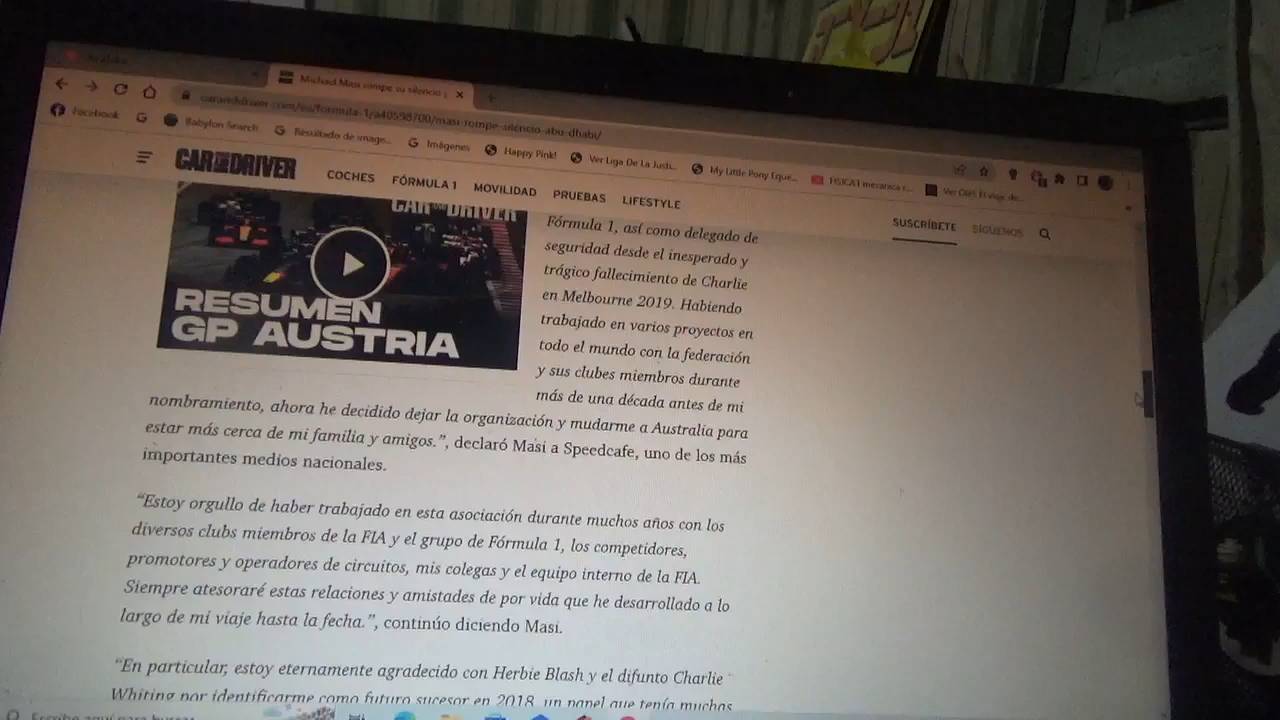 Michael Masi rompe su silencio
caranddriver.com/es/formula-1/a40598700/masi-rompe-silencio-abu-dhabi/
Facebook
Babylon Search
Resultado de image...
Imágenes
Happy Pink!
Ver Liga De La Justi...
My Little Pony Eque...
FISICA1 mecanica r...
CAR AND DRIVER
COCHES
FÓRMULA 1
MOVILIDAD
PRUEBAS
LIFESTYLE
SUSCRÍBETE
SÍGUENOS
CAR AND DRIVER
RESUMEN
GP AUSTRIA
Fórmula 1, así como delegado de
seguridad desde el inesperado y
trágico fallecimiento de Charlie
en Melbourne 2019. Habiendo
trabajado en varios proyectos en
todo el mundo con la federación
y sus clubes miembros durante
más de una década antes de mi
nombramiento, ahora he decidido dejar la organización y mudarme a Australia para
estar más cerca de mi familia y amigos.”, declaró Masi a Speedcafe, uno de los más
importantes medios nacionales.
“Estoy orgullo de haber trabajado en esta asociación durante muchos años con los
diversos clubs miembros de la FIA y el grupo de Fórmula 1, los competidores,
promotores y operadores de circuitos, mis colegas y el equipo interno de la FIA.
Siempre atesoraré estas relaciones y amistades de por vida que he desarrollado a lo
largo de mi viaje hasta la fecha.”, continúo diciendo Masi.
“En particular, estoy eternamente agradecido con Herbie Blash y el difunto Charlie
Whiting por identificarme como futuro sucesor en 2018, un papel que tenía muchas
Escribe aquí para buscar